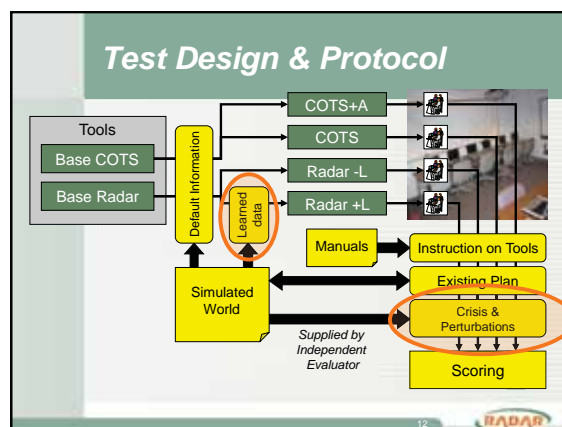 Test Design & Protocol
Tools
Base COTS
Base Radar
Default Information
Learned
data
COTS+A
COTS
Radar -L
Radar +L
Manuals
Instruction on Tools
Simulated
World
Existing Plan
Crisis &
Perturbations
Supplied by
Independent
Evaluator
Scoring
12
RADAR